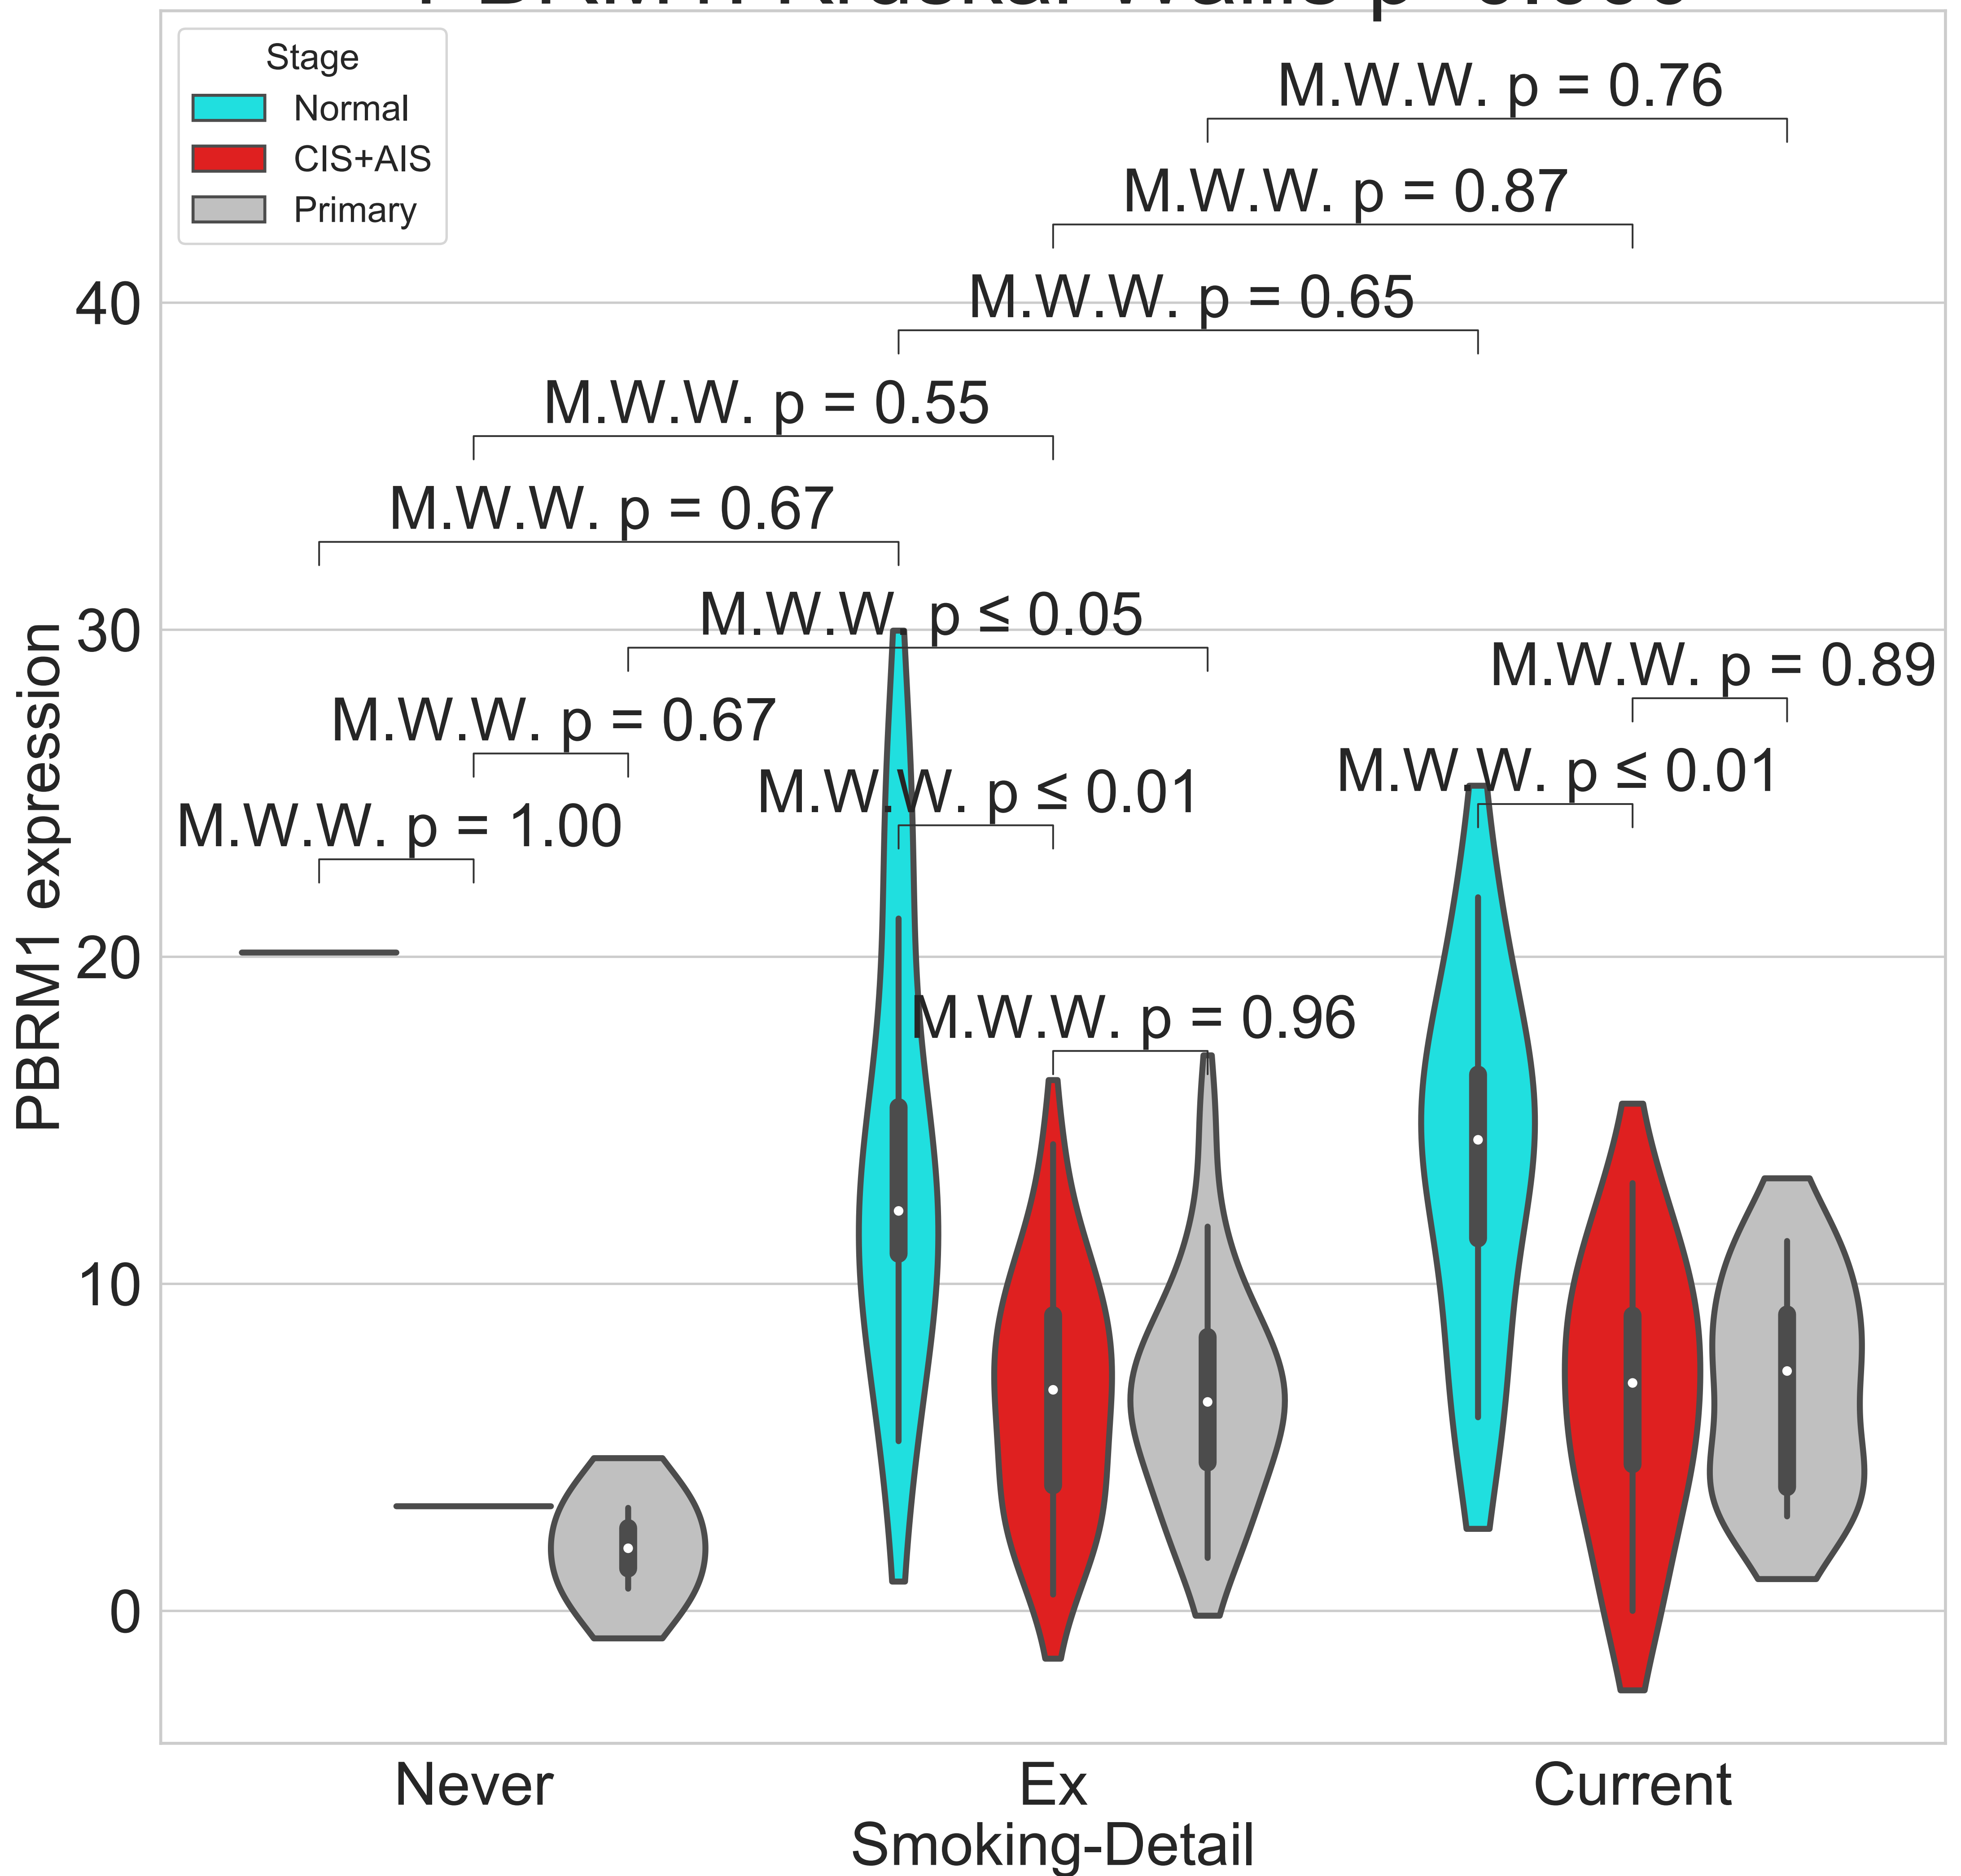 Stage
Normal
CIS+AIS
Primary
M.W.W. p = 0.76
M.W.W. p = 0.87
M.W.W. p = 0.65
M.W.W. p = 0.55
M.W.W. p = 0.67
M.W.W. p ≤ 0.05
M.W.W. p = 0.89
M.W.W. p = 0.67
M.W.W. p ≤ 0.01
M.W.W. p ≤ 0.01
M.W.W. p = 1.00
M.W.W. p = 0.96
PBRM1 expression
40
30
20
10
0
Never
Ex
Current
Smoking-Detail